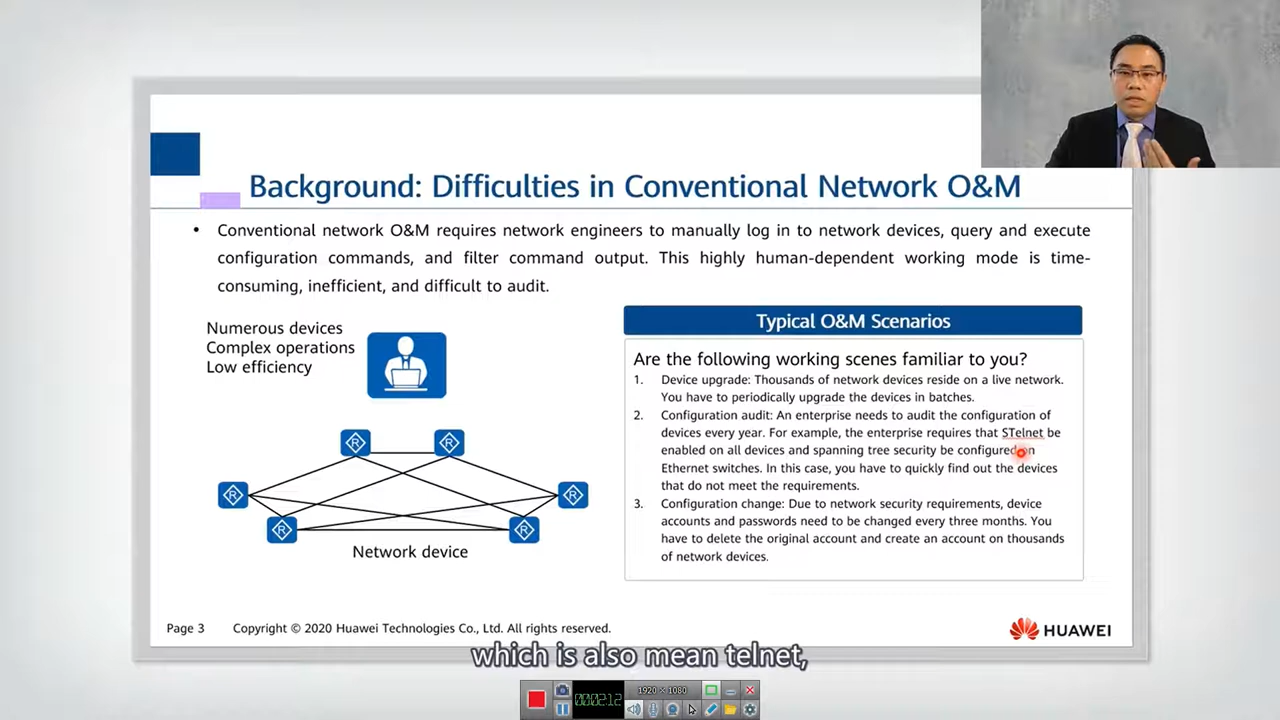 Background: Difficulties in Conventional Network O&M
• Conventional network O&M requires network engineers to manually log in to network devices, query and execute
configuration commands, and filter command output. This highly human-dependent working mode is time-
consuming, inefficient, and difficult to audit.
Numerous devices
Complex operations
Low efficiency
R R
R R
R R
Network device
Typical O&M Scenarios
Are the following working scenes familiar to you?
1. Device upgrade: Thousands of network devices reside on a live network.
You have to periodically upgrade the devices in batches.
2. Configuration audit: An enterprise needs to audit the configuration of
devices every year. For example, the enterprise requires that STelnet be
enabled on all devices and spanning tree security be configured on
Ethernet switches. In this case, you have to quickly find out the devices
that do not meet the requirements.
3. Configuration change: Due to network security requirements, device
accounts and passwords need to be changed every three months. You
have to delete the original account and create an account on thousands
of network devices.
Page 3 Copyright © 2020 Huawei Technologies Co., Ltd. All rights reserved.
HUAWEI
which is also mean telnet,
1920 × 1080